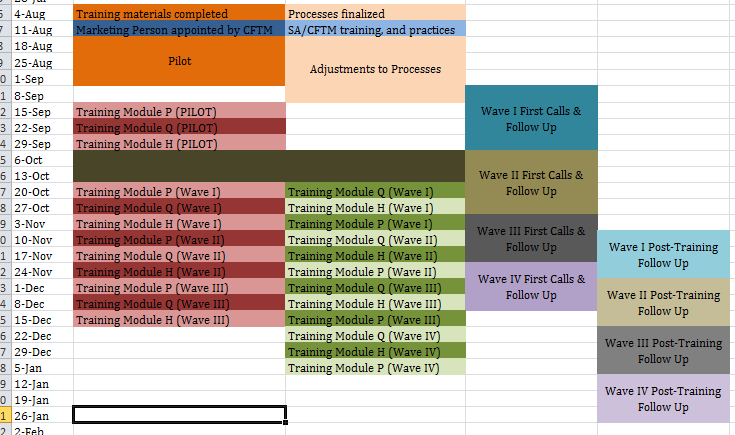 4-Aug Training materials completed Processes finalized
11-Aug Marketing Person appointed by CFTM SA/CFTM training, and practices
18-Aug
25-Aug Pilot Adjustments to Processes
1-Sep
8-Sep
15-Sep Training Module P (PILOT) Wave I First Calls &
22-Sep Training Module Q (PILOT) Follow Up
29-Sep Training Module H (PILOT)
6-Oct
13-Oct Wave II First Calls &
20-Oct Training Module P (Wave I) Training Module Q (Wave I) Follow Up
27-Oct Training Module Q (Wave I) Training Module H (Wave I)
3-Nov Training Module H (Wave I) Training Module P (Wave I) Wave III First Calls &
10-Nov Training Module P (Wave II) Training Module Q (Wave II) Follow Up Wave I Post-Training
17-Nov Training Module Q (Wave II) Training Module H (Wave II) Follow Up
24-Nov Training Module H (Wave II) Training Module P (Wave II) Wave IV First Calls &
1-Dec Training Module P (Wave III) Training Module Q (Wave III) Follow Up Wave II Post-Training
8-Dec Training Module Q (Wave III) Training Module H (Wave III) Follow Up
15-Dec Training Module H (Wave III) Training Module P (Wave III)
22-Dec Training Module Q (Wave IV) Wave III Post-Training
29-Dec Training Module H (Wave IV) Follow Up
5-Jan Training Module P (Wave IV)
12-Jan Wave IV Post-Training
19-Jan Follow Up
26-Jan
2-Feb